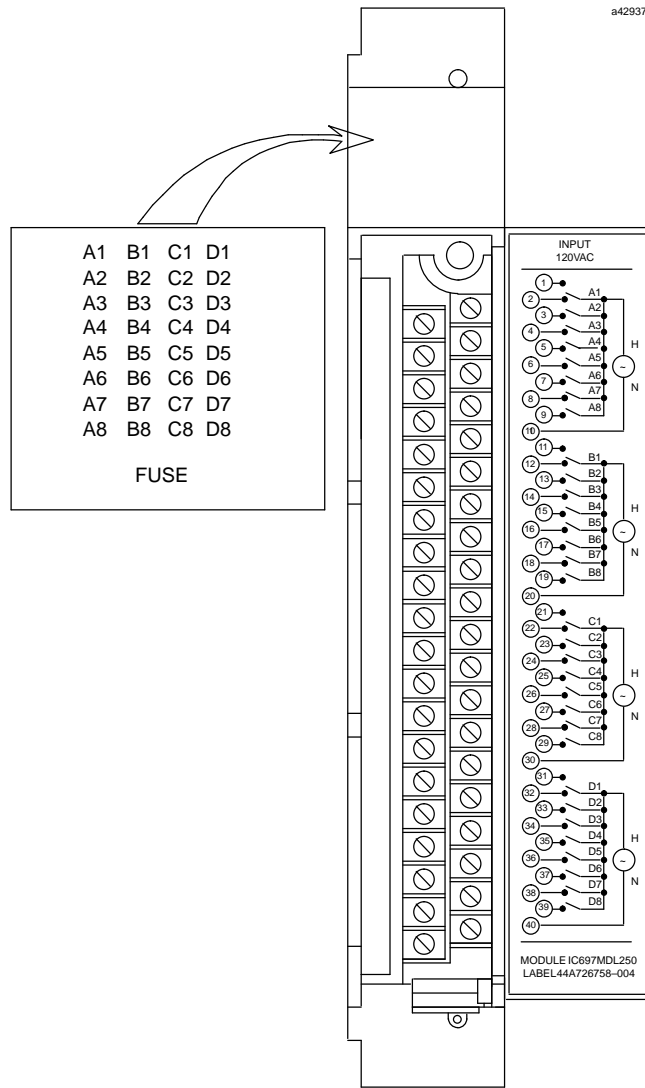 a42937
A1 B1 C1 D1
A2 B2 C2 D2
A3 B3 C3 D3
A4 B4 C4 D4
A5 B5 C5 D5
A6 B6 C6 D6
A7 B7 C7 D7
A8 B8 C8 D8
FUSE
INPUT
120VAC
1
2 A1
3 A2
4 A3
5 A4
H
6 A5
~
7 A6
8 A7
N
9 A8
10
11
12 B1
13 B2
14 B3
15 B4
H
16 B5
~
17 B6
18 B7
N
19 B8
20
21
22 C1
23 C2
24 C3
25 C4
H
26 C5
~
27 C6
28 C7
N
29 C8
30
31
32 D1
33 D2
34 D3
35 D4
H
36 D5
~
37 D6
38 D7
N
39 D8
40
MODULE IC697MDL250
LABEL44A726758–004